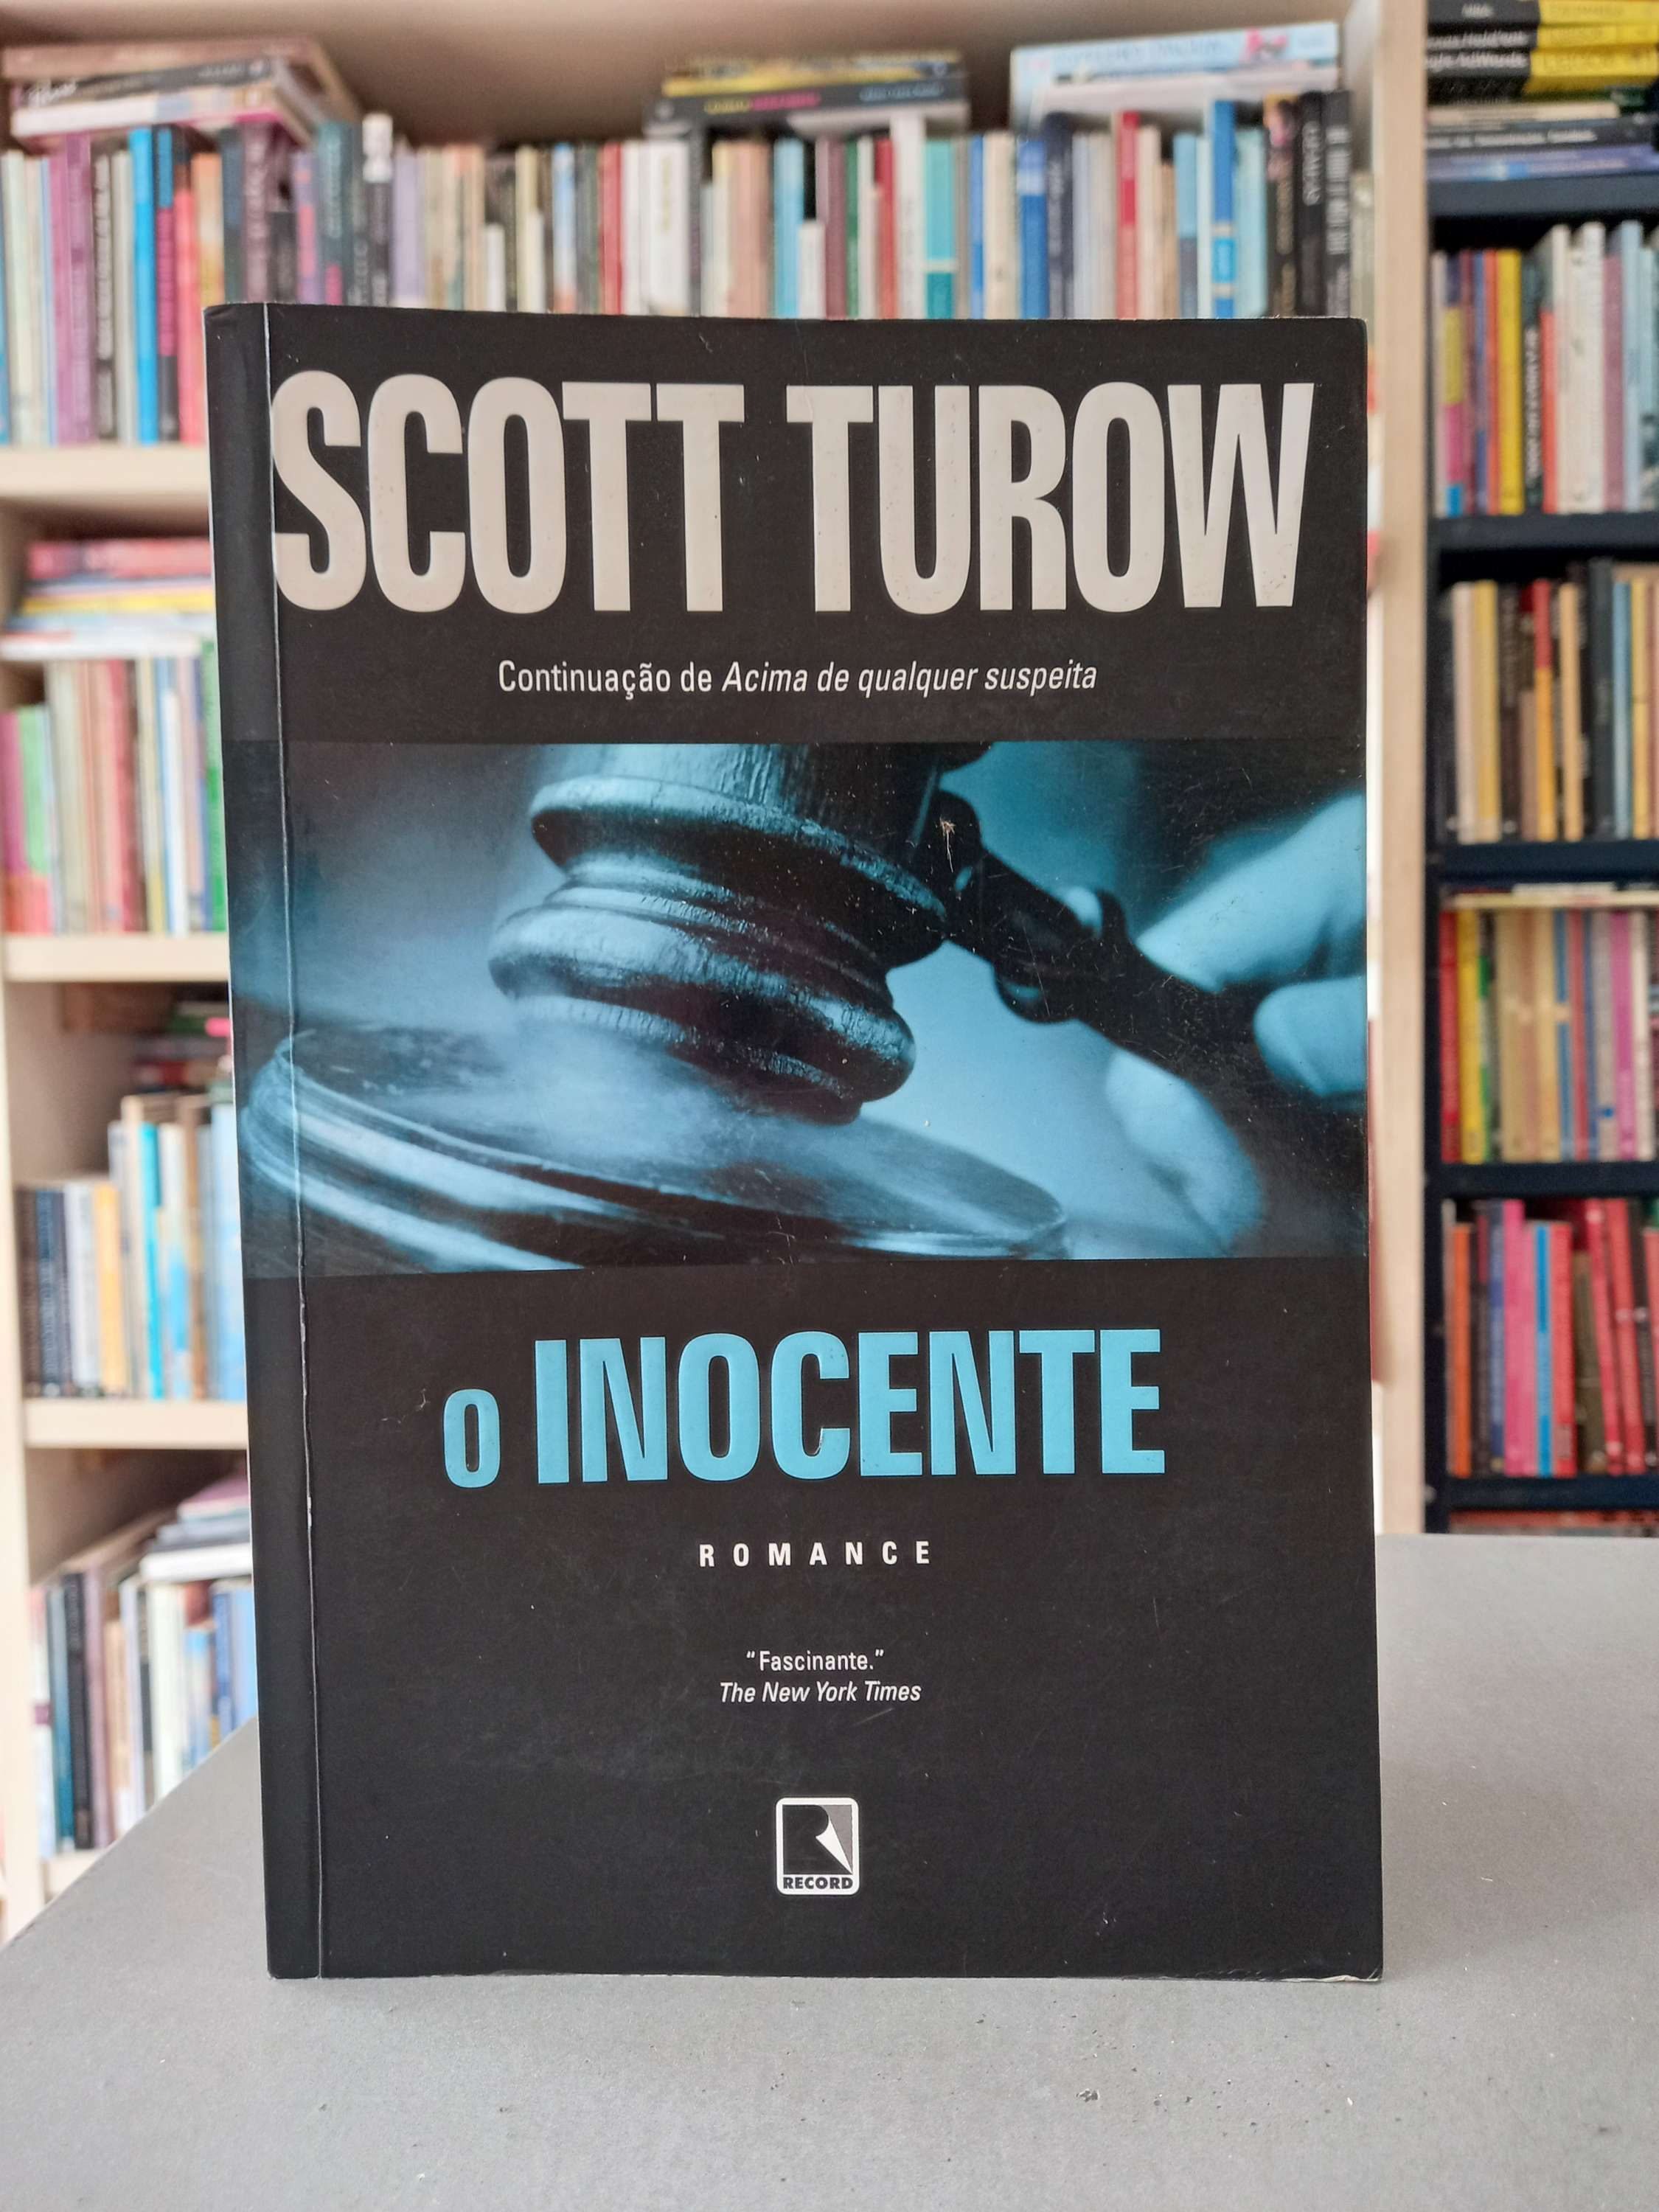 SCOTT TUROW
Continuação de Acima de qualquer suspeita
O INOCENTE
ROMANCE
“Fascinante.”
The New York Times
RECORD